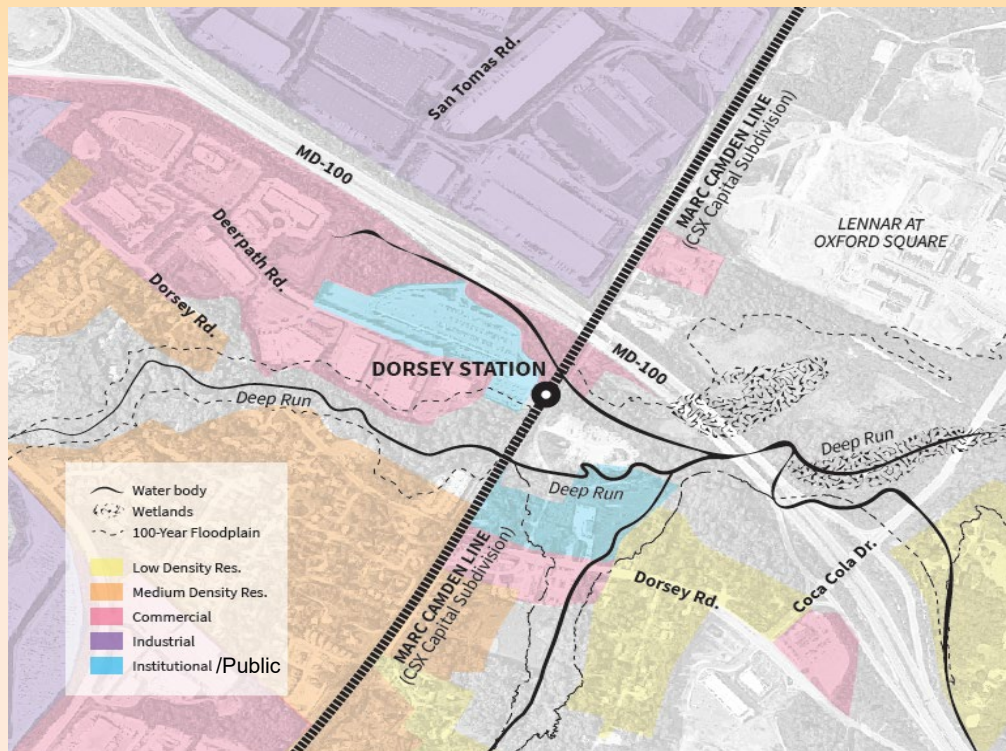 San Tomas Rd.
MD-100
MARC CAMDEN LINE
(CSX Capital Subdivision)
LENNAR AT
OXFORD SQUARE
Deerpath Rd.
Dorsey Rd.
DORSEY STATION
MD-100
Deep Run
Deep Run
Deep Run
MARC CAMDEN LINE
(CSX Capital Subdivision)
Dorsey Rd.
Coca Cola Dr.
Water body
Wetlands
100-Year Floodplain
Low Density Res.
Medium Density Res.
Commercial
Industrial
Institutional /Public